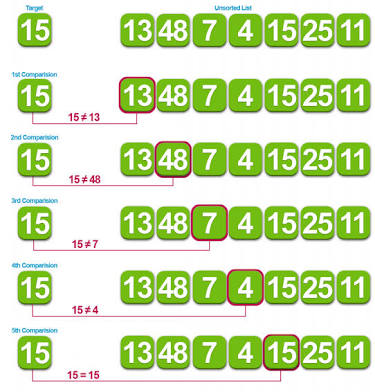 Target Unsorted List
15 13 48 7 4 15 25 11
1st Comparision
15 13 48 7 4 15 25 11
15 ≠ 13
2nd Comparision
15 13 48 7 4 15 25 11
15 ≠ 48
3rd Comparision
15 13 48 7 4 15 25 11
15 ≠ 7
4th Comparision
15 13 48 7 4 15 25 11
15 ≠ 4
5th Comparision
15 13 48 7 4 15 25 11
15 = 15